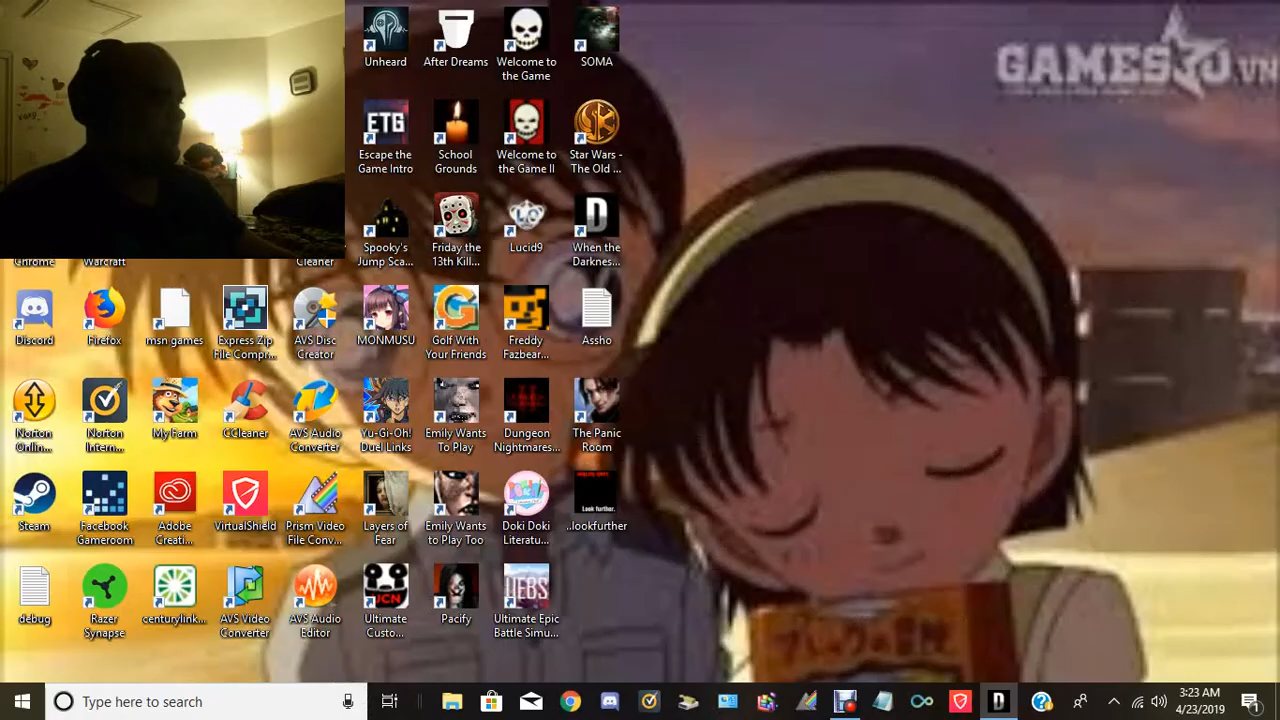 GAMES30.VN
Unheard
After Dreams
Welcome to
the Game
SOMA
ETG
Escape the
Game Intro
School
Grounds
Welcome to
the Game II
Star Wars -
The Old ...
Spooky's
Jump Sca...
Friday the
13th Kill...
L9
Lucid9
D
When the
Darknes...
Chrome
Warcraft
Cleaner
Discord
Firefox
msn games
Express Zip
File Compr...
AVS Disc
Creator
MONMUSU
G
Golf With
Your Friends
Freddy
Fazbear...
Assho
Norton
Onlin...
Norton
Intern...
My Farm
CCleaner
AVS Audio
Converter
Yu-Gi-Oh!
Duel Links
Emily Wants
To Play
II
Dungeon
Nightmares...
The Panic
Room
Steam
Facebook
Gameroom
Adobe
Creati...
VirtualShield
Prism Video
File Conv...
Layers of
Fear
Emily Wants
to Play Too
Doki Doki
Literatu...
Look further.
..lookfurther
debug
Razer
Synapse
centurylink...
AVS Video
Converter
AVS Audio
Editor
UCN
Ultimate
Custo...
Pacify
UEBS
Ultimate Epic
Battle Simu...
Type here to search
D
3:23 AM
4/23/2019
1